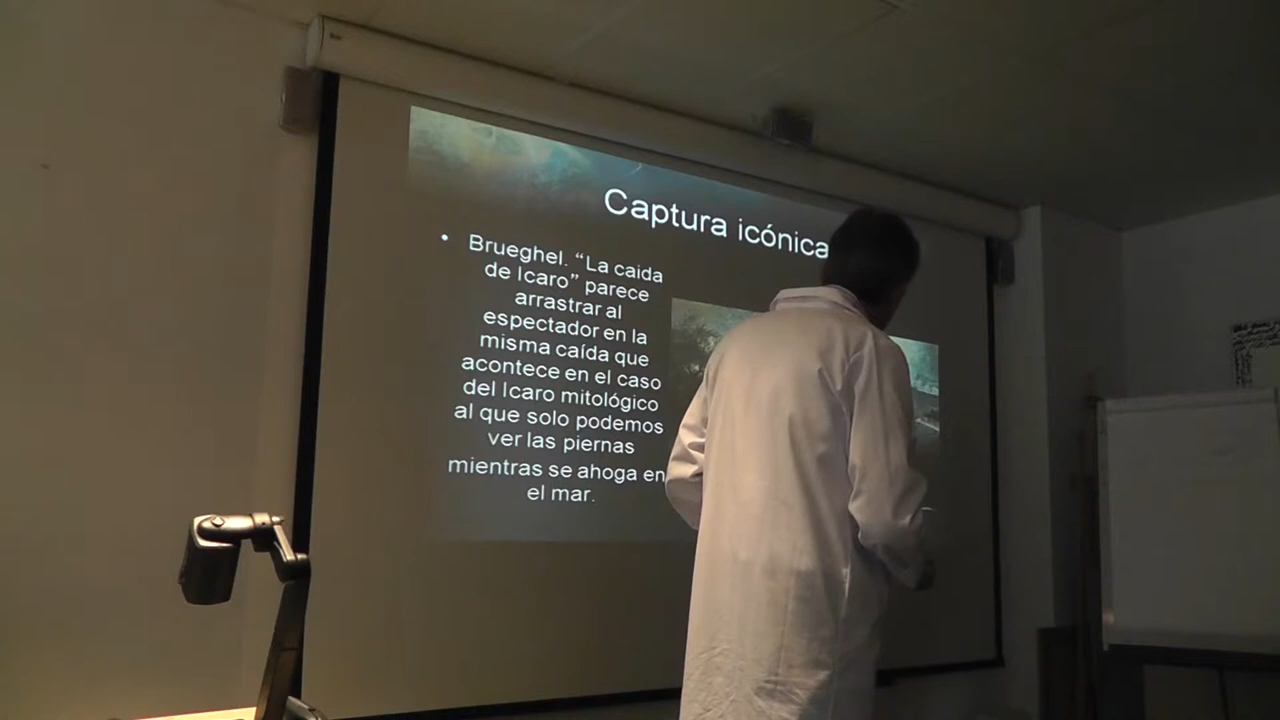 Captura icónica
• Brueghel. “La caida
de Icaro” parece
arrastrar al
espectador en la
misma caída que
acontece en el caso
del Icaro mitológico
al que solo podemos
ver las piernas
mientras se ahoga en
el mar.